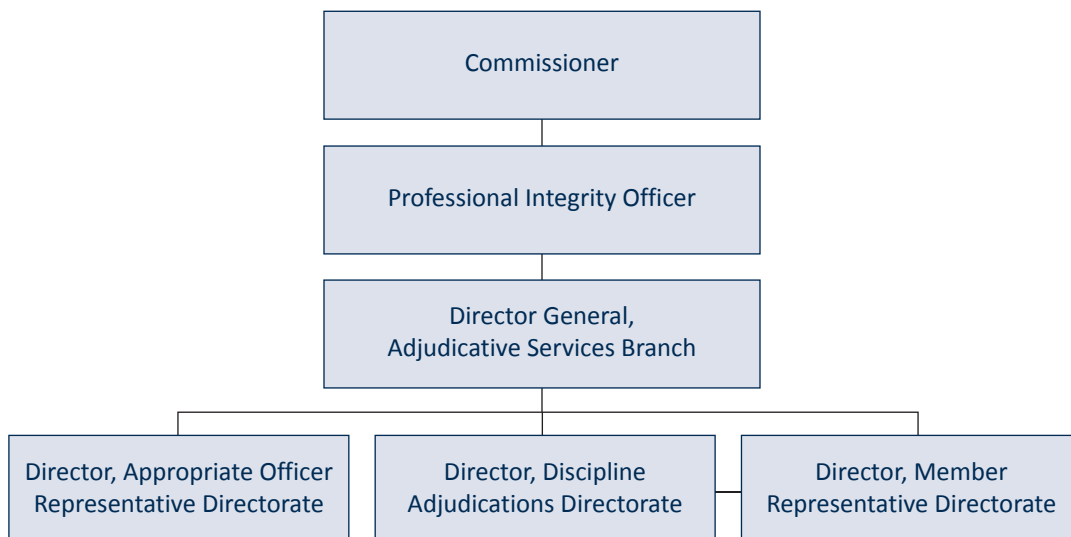 Commissioner
Professional Integrity Officer
Director General,
Adjudicative Services Branch
Director, Appropriate Officer
Representative Directorate
Director, Discipline
Adjudications Directorate
Director, Member
Representative Directorate